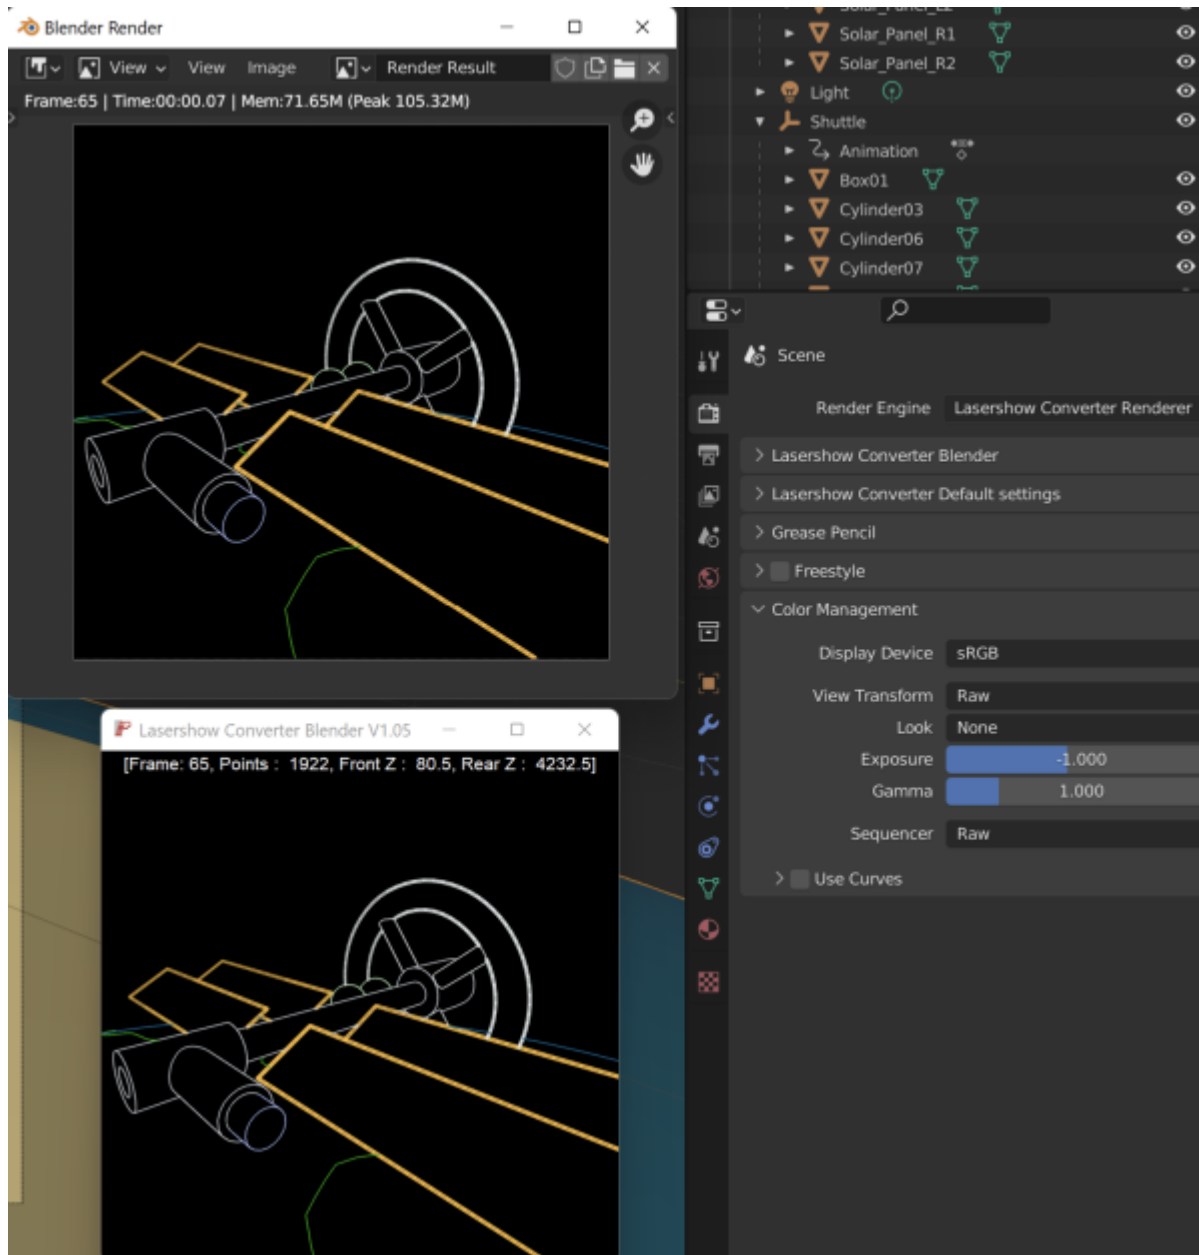 Blender Render
View
View
Image
Render Result
Frame:65 | Time:00:00.07 | Mem:71.65M (Peak 105.32M)
Lasershow Converter Blender V1.05
[Frame: 65, Points : 1922, Front Z : 80.5, Rear Z : 4232.5]
Solar_Panel_L2
Solar_Panel_R1
Solar_Panel_R2
Light
Shuttle
Animation
Box01
Cylinder03
Cylinder06
Cylinder07
Scene
Render Engine Lasershow Converter Renderer
Lasershow Converter Blender
Lasershow Converter Default settings
Grease Pencil
Freestyle
Color Management
Display Device sRGB
View Transform Raw
Look None
Exposure -1.000
Gamma 1.000
Sequencer Raw
Use Curves